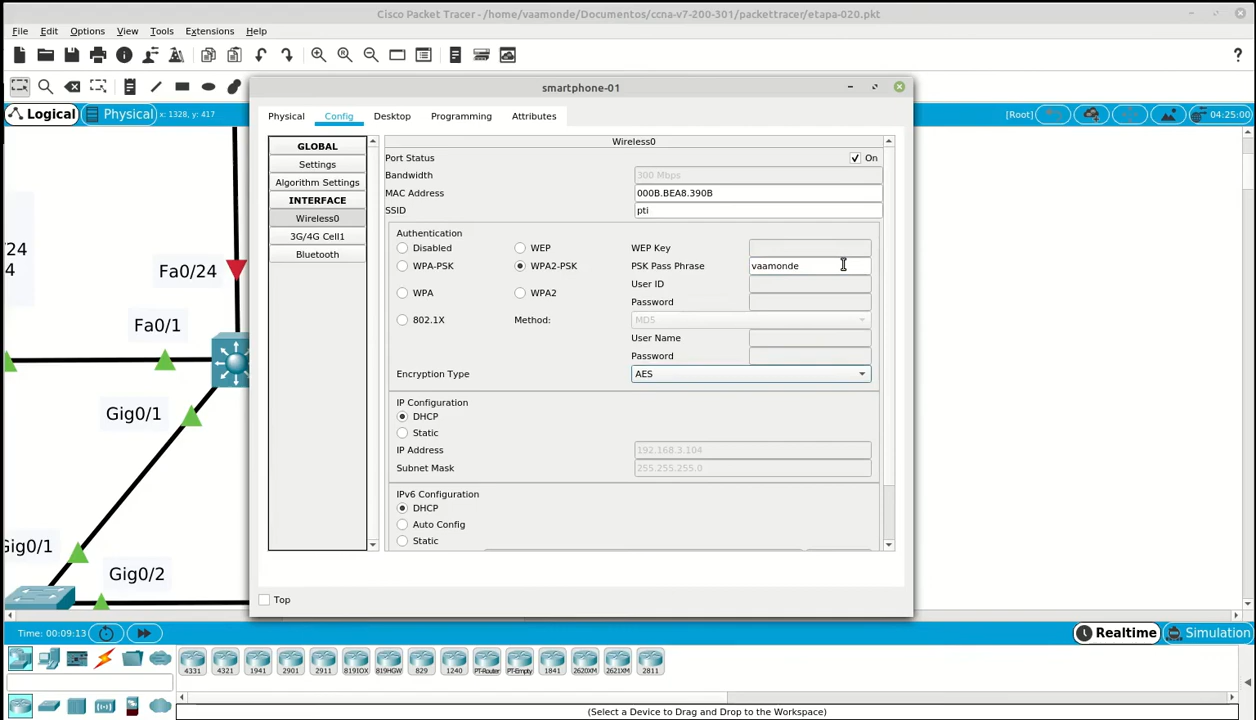 Cisco Packet Tracer - /home/vaamonde/Documentos/ccna-v7-200-301/packettracer/etapa-020.pkt
File Edit Options View Tools Extensions Help
?
Logical Physical x: 1328, y: 417
[Root] 04:25:00
smartphone-01
Physical Config Desktop Programming Attributes
GLOBAL
Settings
Algorithm Settings
INTERFACE
Wireless0
3G/4G Cell1
Bluetooth
Wireless0
Port Status On
Bandwidth 300 Mbps
MAC Address 000B.BEA8.390B
SSID pti
Authentication
Disabled WEP WEP Key
WPA-PSK WPA2-PSK PSK Pass Phrase vaamonde
User ID
WPA WPA2 Password
802.1X Method: MD5
User Name
Password
Encryption Type AES
IP Configuration
DHCP
Static
IP Address 192.168.3.104
Subnet Mask 255.255.255.0
IPv6 Configuration
DHCP
Auto Config
Static
Top
24
4
Fa0/24
Fa0/1
Gig0/1
Gig0/1
Gig0/2
Time: 00:09:13
Realtime Simulation
4331 4321 1941 2901 2911 819IOX 819HGW 829 1240 PT-Router PT-Empty 1841 2620XM 2621XM 2811
(Select a Device to Drag and Drop to the Workspace)